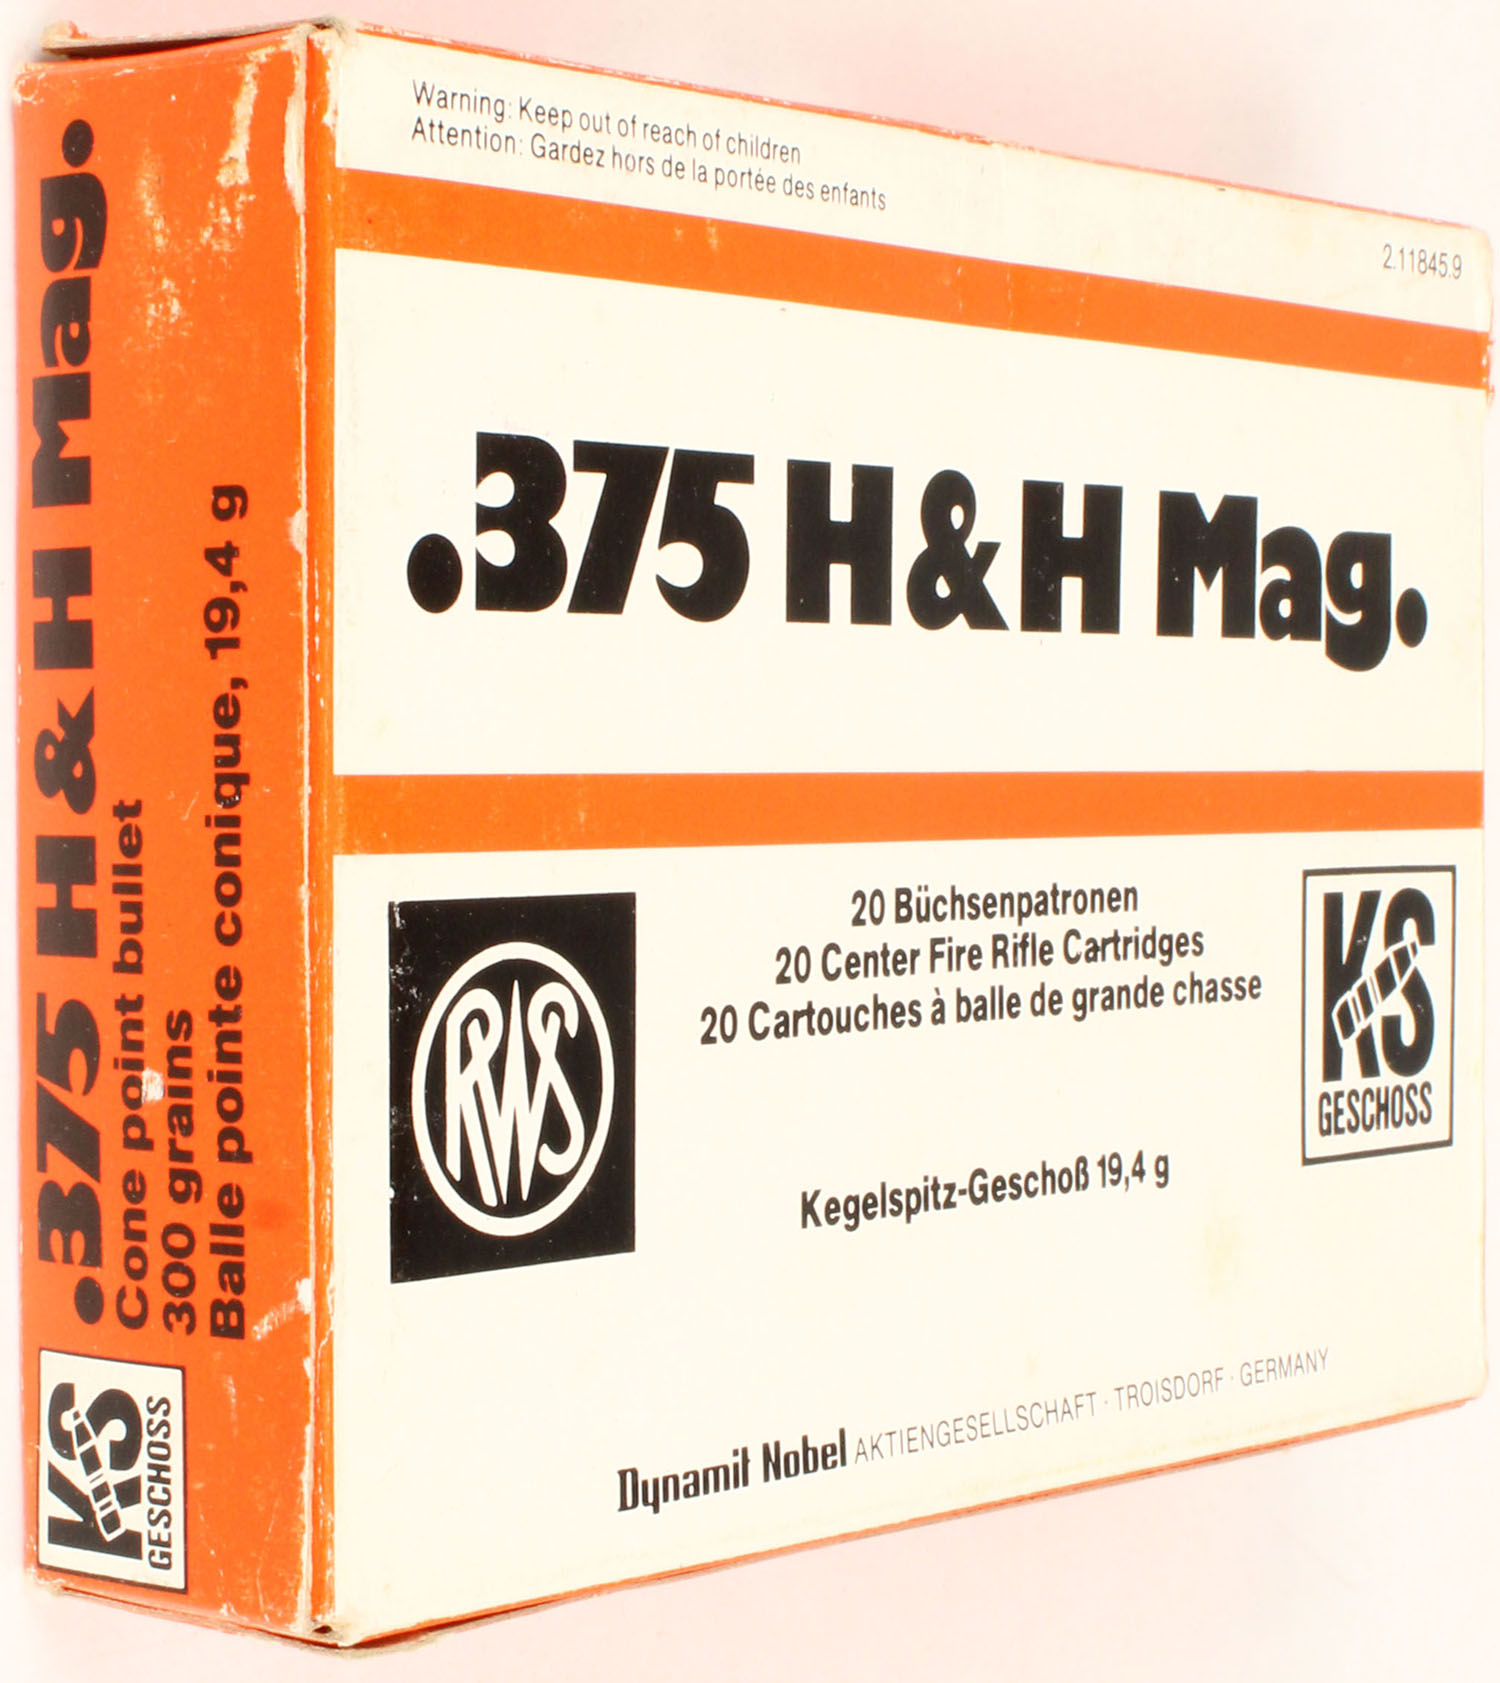 Warning: Keep out of reach of children
Attention: Gardez hors de la portée des enfants
2.11845.9
.375 H&H Mag.
20 Büchsenpatronen
20 Center Fire Rifle Cartridges
20 Cartouches à balle de grande chasse
RWS
KS
GESCHOSS
Kegelspitz-Geschoß 19,4 g
Dynamit Nobel AKTIENGESELLSCHAFT · TROISDORF · GERMANY
.375 H&H Mag.
Cone point bullet
300 grains
Balle pointe conique, 19,4 g
KS
GESCHOSS